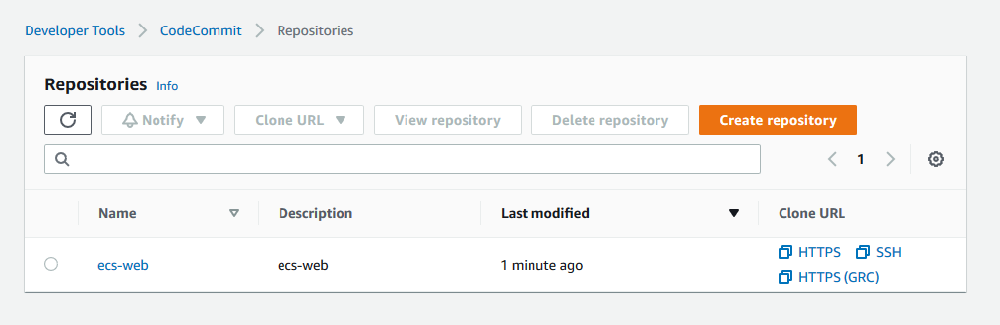 Developer Tools CodeCommit Repositories
Repositories Info
Notify Clone URL View repository Delete repository Create repository
1
Name Description Last modified Clone URL
ecs-web ecs-web 1 minute ago HTTPS SSH
HTTPS (GRC)